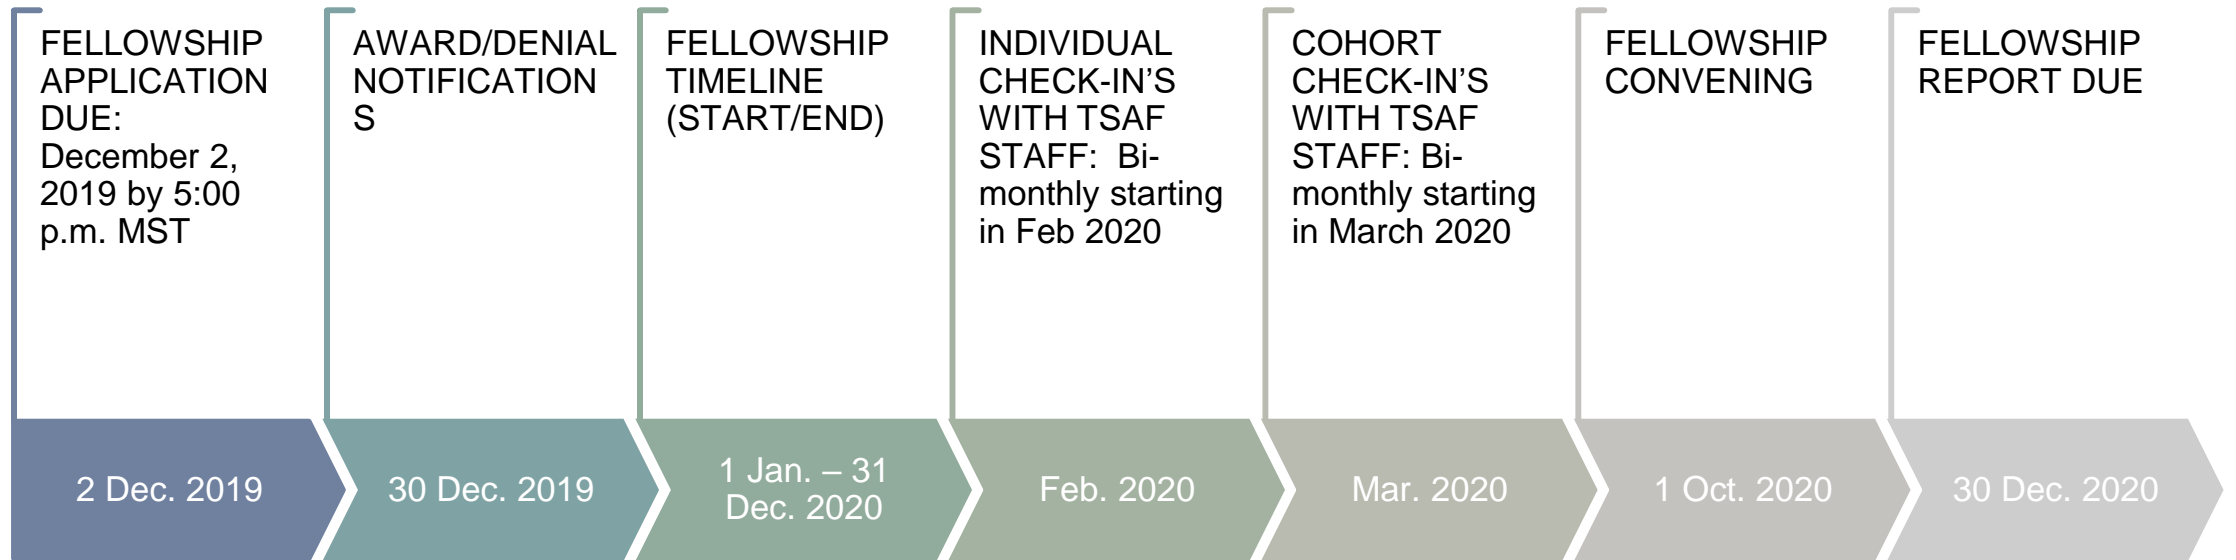 FELLOWSHIP
APPLICATION
DUE:
December 2,
2019 by 5:00
p.m. MST
AWARD/DENIAL
NOTIFICATION
S
FELLOWSHIP
TIMELINE
(START/END)
INDIVIDUAL
CHECK-IN’S
WITH TSAF
STAFF:  Bi-
monthly starting
in Feb 2020
COHORT
CHECK-IN’S
WITH TSAF
STAFF: Bi-
monthly starting
in March 2020
FELLOWSHIP
CONVENING
FELLOWSHIP
REPORT DUE
2 Dec. 2019
30 Dec. 2019
1 Jan. – 31
Dec. 2020
Feb. 2020
Mar. 2020
1 Oct. 2020
30 Dec. 2020